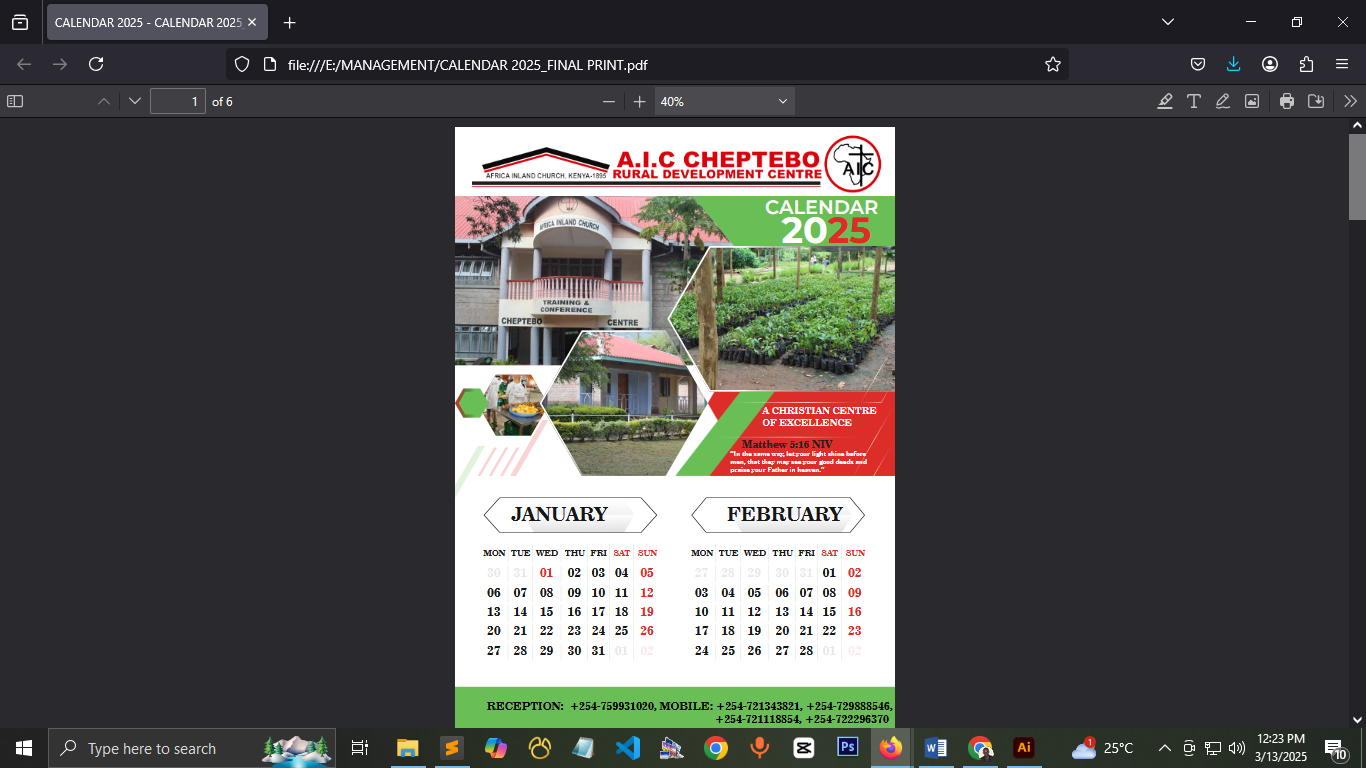 CALENDAR 2025 - CALENDAR 2025_
file:///E:/MANAGEMENT/CALENDAR 2025_FINAL PRINT.pdf
1 of 6
40%
AFRICA INLAND CHURCH, KENYA-1895
A.I.C CHEPTEBO
RURAL DEVELOPMENT CENTRE
AIC
CALENDAR
2025
AFRICA INLAND CHURCH
TRAINING &
CONFERENCE
CHEPTEBO CENTRE
A CHRISTIAN CENTRE
OF EXCELLENCE
Matthew 5:16 NIV
"In the same way, let your light shine before
men, that they may see your good deeds and
praise your Father in heaven."
JANUARY
MON TUE WED THU FRI SAT SUN
30 31 01 02 03 04 05
06 07 08 09 10 11 12
13 14 15 16 17 18 19
20 21 22 23 24 25 26
27 28 29 30 31 01 02
FEBRUARY
MON TUE WED THU FRI SAT SUN
27 28 29 30 31 01 02
03 04 05 06 07 08 09
10 11 12 13 14 15 16
17 18 19 20 21 22 23
24 25 26 27 28 01 02
RECEPTION: +254-759931020, MOBILE: +254-721343821, +254-729888546,
+254-721118854, +254-722296370
Type here to search
Ps
W
Ai
1
25°C
12:23 PM
3/13/2025
10